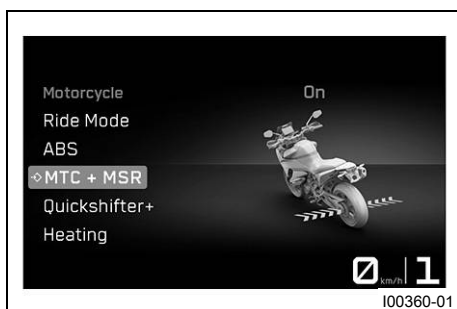 Motorcycle On
Ride Mode
ABS
MTC + MSR
Quickshifter+
Heating
0 km/h 1
I00360-01